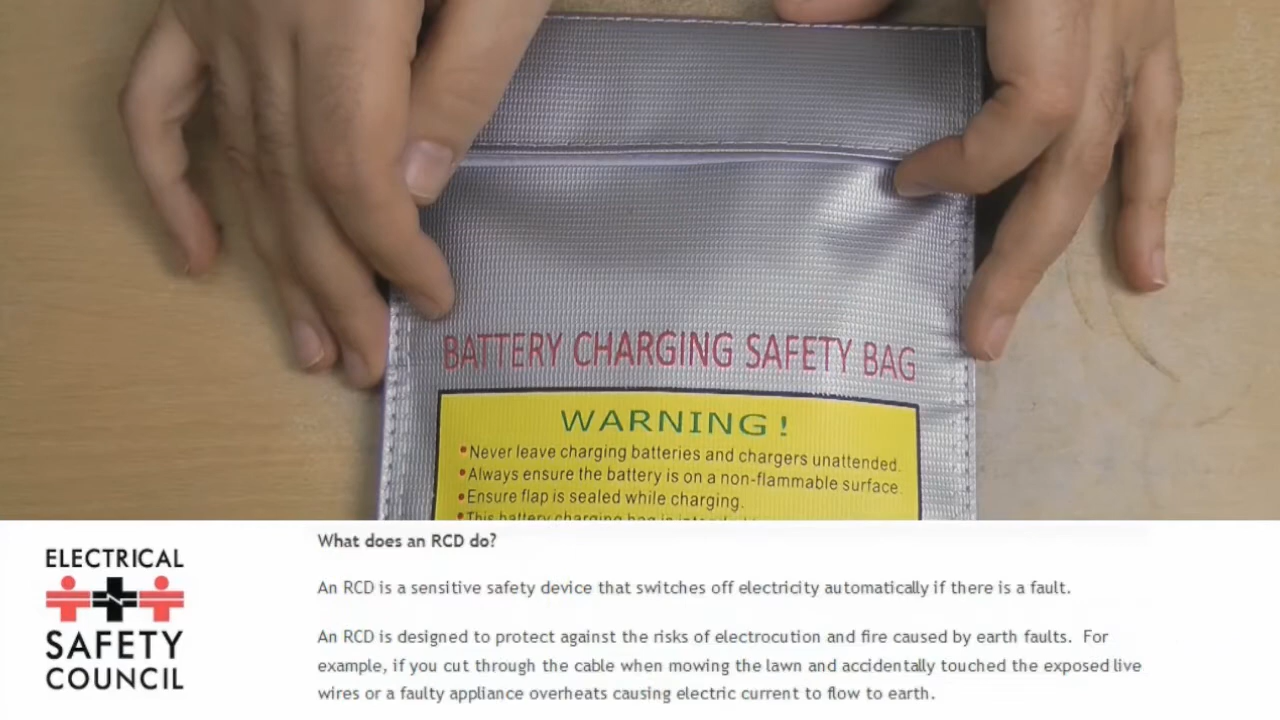 BATTERY CHARGING SAFETY BAG
WARNING!
•Never leave charging batteries and chargers unattended.
•Always ensure the battery is on a non-flammable surface.
•Ensure flap is sealed while charging.
•This battery charging bag is
ELECTRICAL
SAFETY
COUNCIL
What does an RCD do?
An RCD is a sensitive safety device that switches off electricity automatically if there is a fault.
An RCD is designed to protect against the risks of electrocution and fire caused by earth faults. For
example, if you cut through the cable when mowing the lawn and accidentally touched the exposed live
wires or a faulty appliance overheats causing electric current to flow to earth.